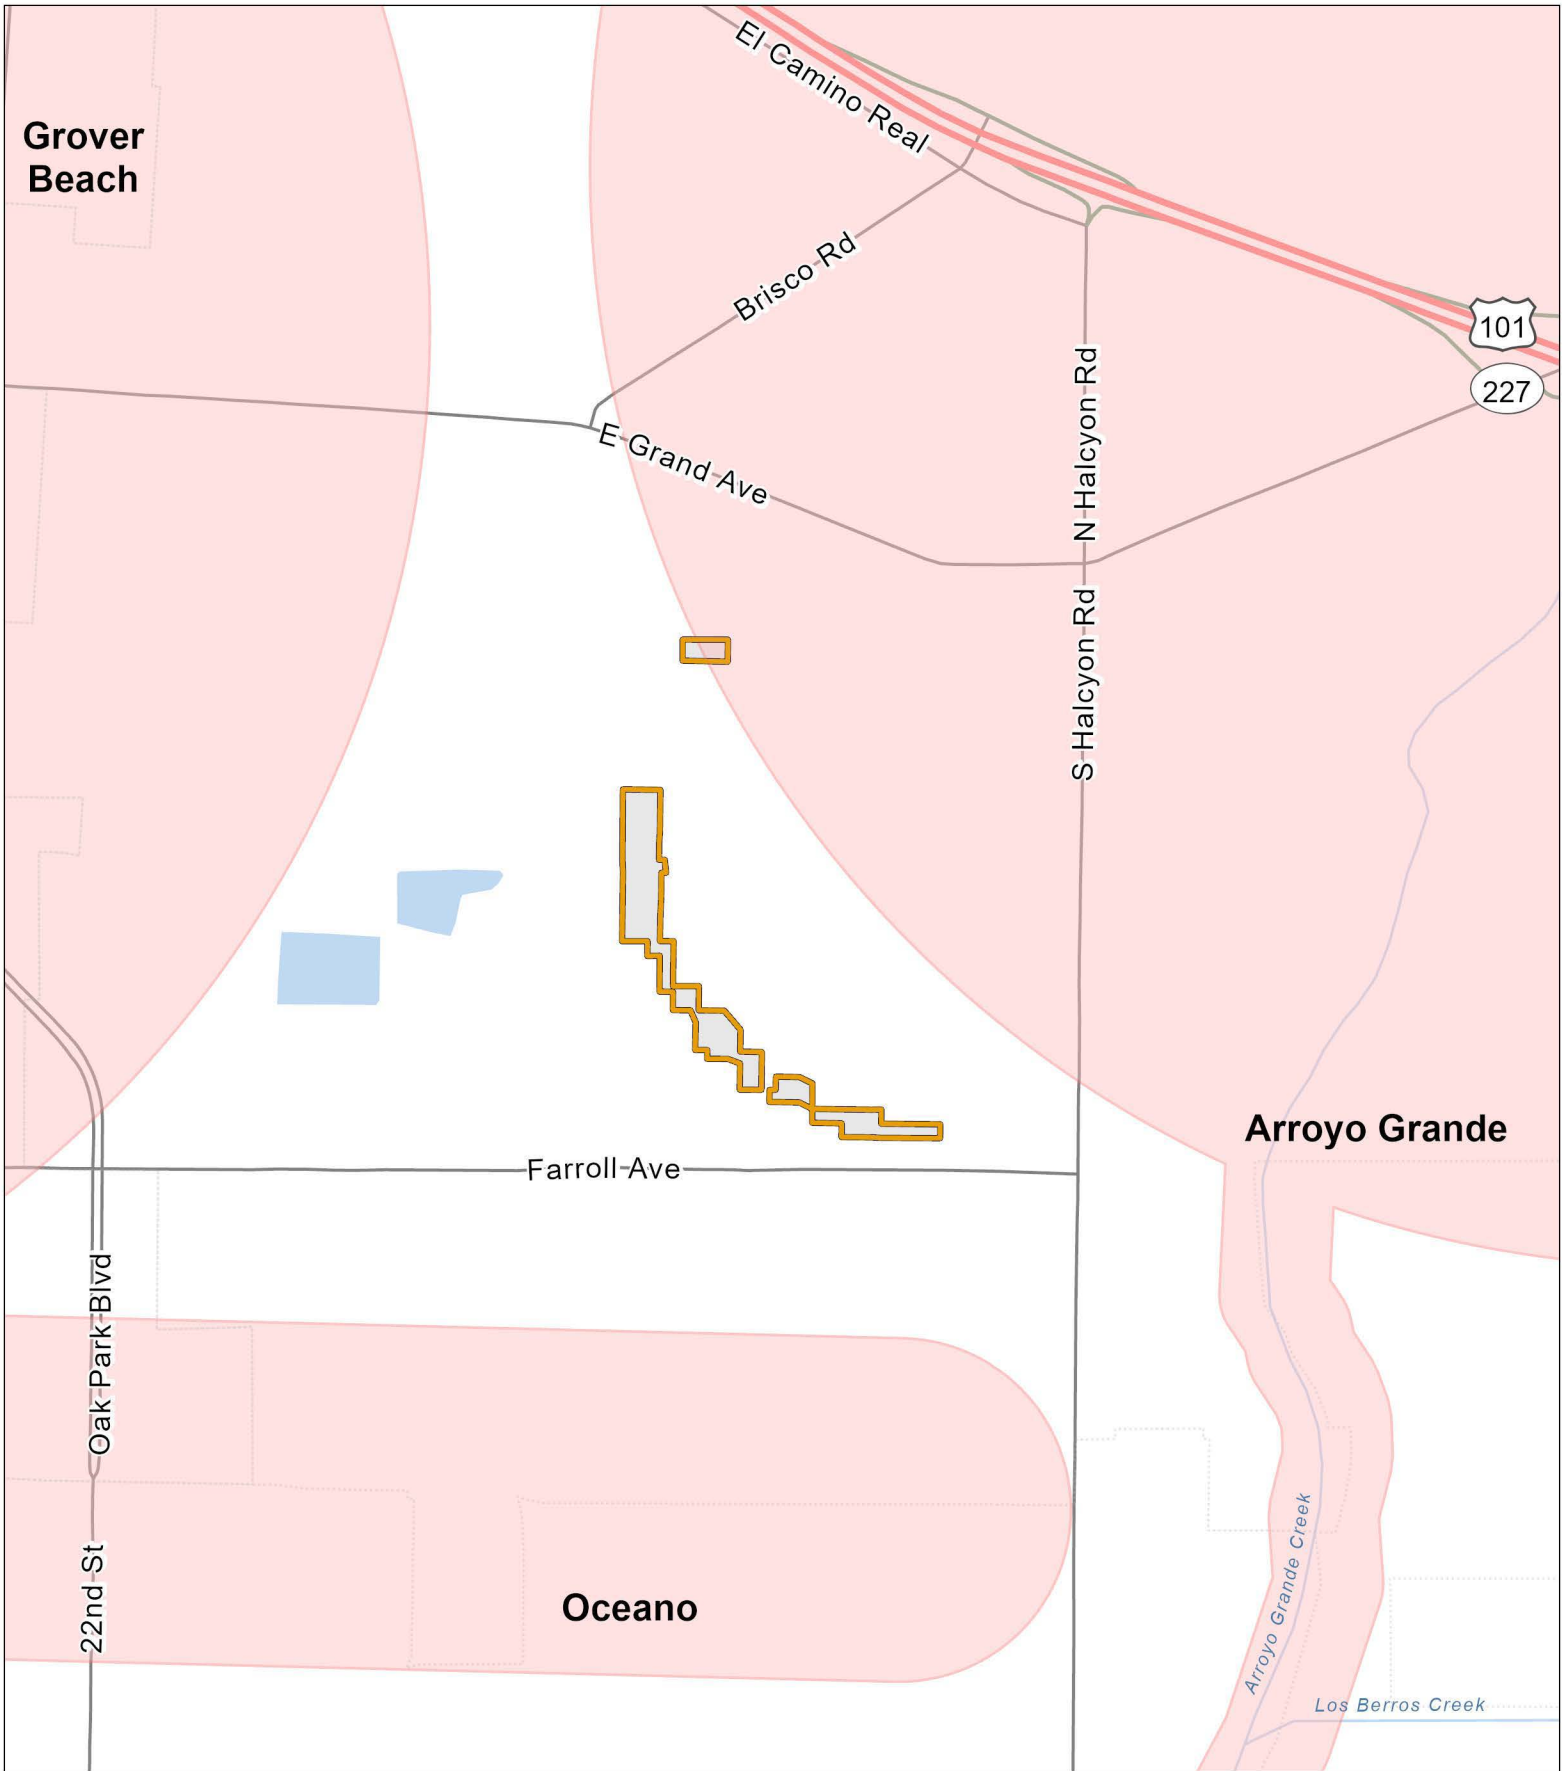 El Camino Real
Grover
Beach
Brisco Rd
101
N Halcyon Rd
227
E Grand Ave
S Halcyon Rd
Arroyo Grande
Farroll Ave
Oak Park Blvd
Arroyo Grande Creek
22nd St
Oceano
Los Berros Creek